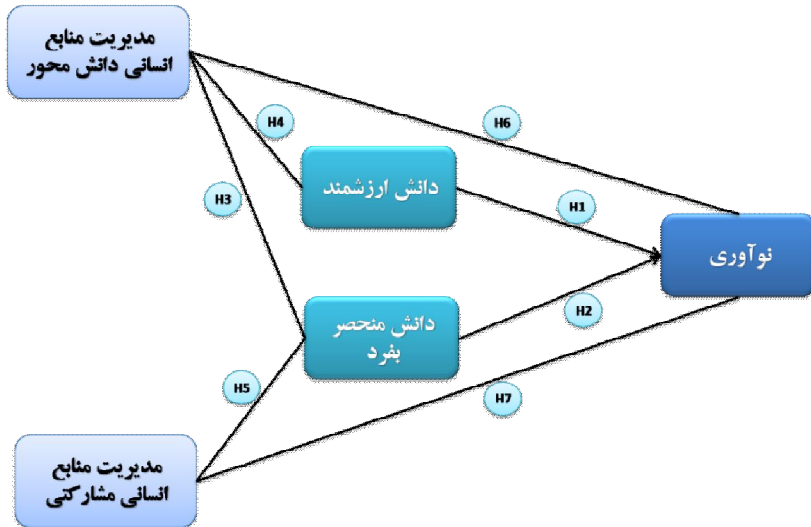 مدیریت منابع
انسانی دانش محور
H6
H4
دانش ارزشمند
H3
H1
نوآوری
دانش منحصر
بفرد
H2
H5
H7
مدیریت منابع
انسانی مشارکتی